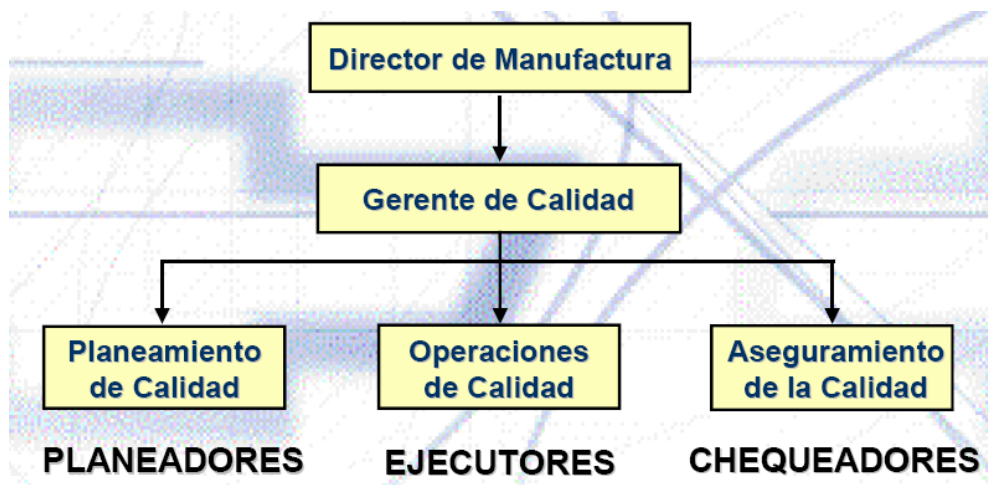 Director de Manufactura
Gerente de Calidad
Planeamiento
de Calidad
Operaciones
de Calidad
Aseguramiento
de la Calidad
PLANEADORES
EJECUTORES
CHEQUEADORES